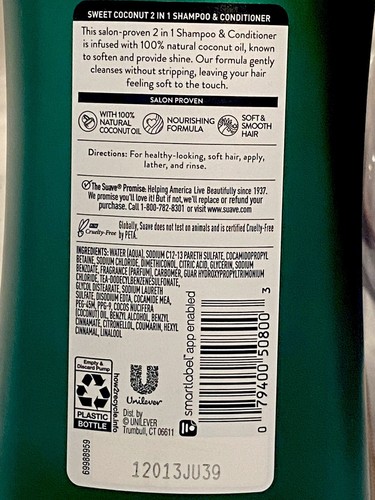 SWEET COCONUT 2 IN 1 SHAMPOO & CONDITIONER
This salon-proven 2 in 1 Shampoo & Conditioner
is infused with 100% natural coconut oil, known
to soften and provide shine. Our formula gently
cleanses without stripping, leaving your hair
feeling soft to the touch.
SALON PROVEN
WITH 100%
NATURAL
COCONUT OIL
NOURISHING
FORMULA
SOFT &
SMOOTH
HAIR
Directions: For healthy-looking, soft hair, apply,
lather, and rinse.
The Suave® Promise: Helping America Live Beautifully since 1937.
We promise you'll love it! But if not, we'll replace or refund your
purchase. Call 1-800-782-8301 or visit www.suave.com
Cruelty-Free
Globally, Suave does not test on animals and is certified Cruelty-Free
by PETA.
INGREDIENTS: WATER (AQUA), SODIUM C12-13 PARETH SULFATE, COCAMIDOPROPYL
BETAINE, SODIUM CHLORIDE, DIMETHICONOL, CITRIC ACID, GLYCERIN, SODIUM
BENZOATE, FRAGRANCE (PARFUM), CARBOMER, GUAR HYDROXYPROPYLTRIMONIUM
CHLORIDE, TEA-DODECYLBENZENESULFONATE,
GLYCOL DISTEARATE, SODIUM LAURETH
SULFATE, DISODIUM EDTA, COCAMIDE MEA,
PEG-45M, PPG-9, COCOS NUCIFERA
(COCONUT) OIL, BENZYL ALCOHOL, BENZYL
CINNAMATE, CITRONELLOL, COUMARIN, HEXYL
CINNAMAL, LINALOOL
Empty &
Discard Pump
PLASTIC
BOTTLE
how2recycle.info
Unilever
Dist. by
© UNILEVER
Trumbull, CT 06611
smartlabel™ app enabled
0 79400 50800 3
69988959
12013JU39